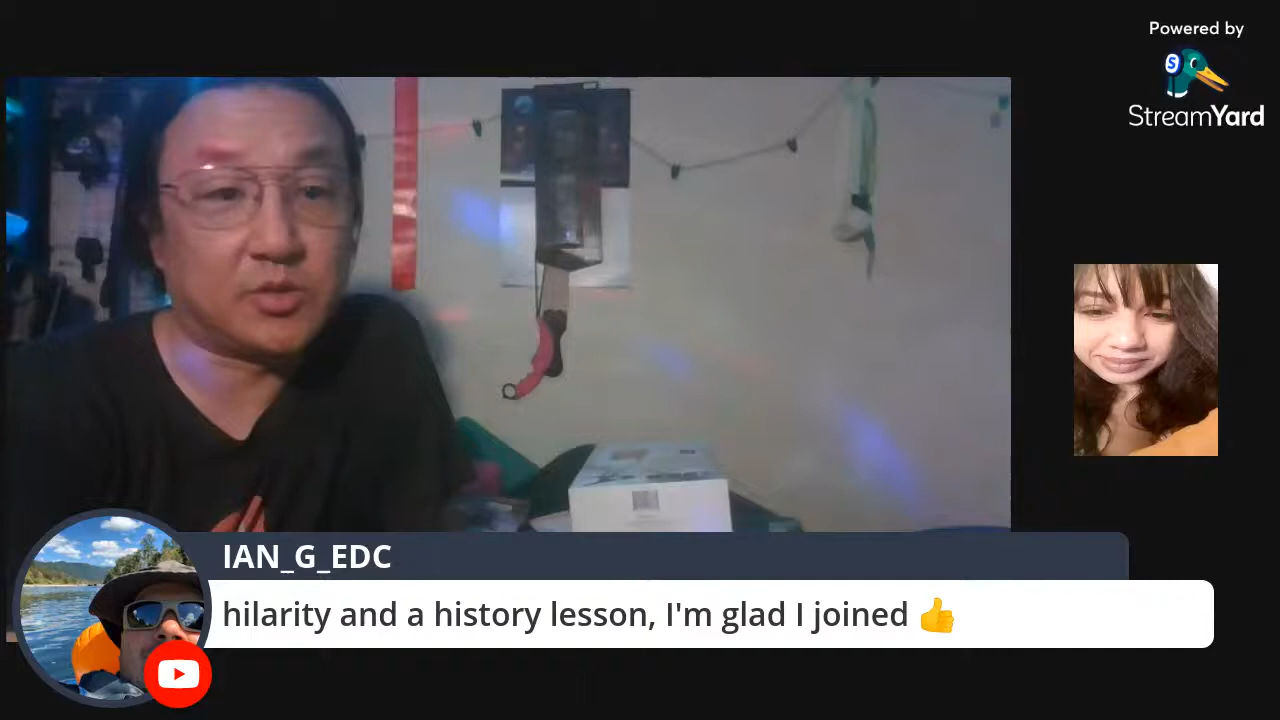 Powered by
StreamYard
IAN_G_EDC
hilarity and a history lesson, I'm glad I joined 👍